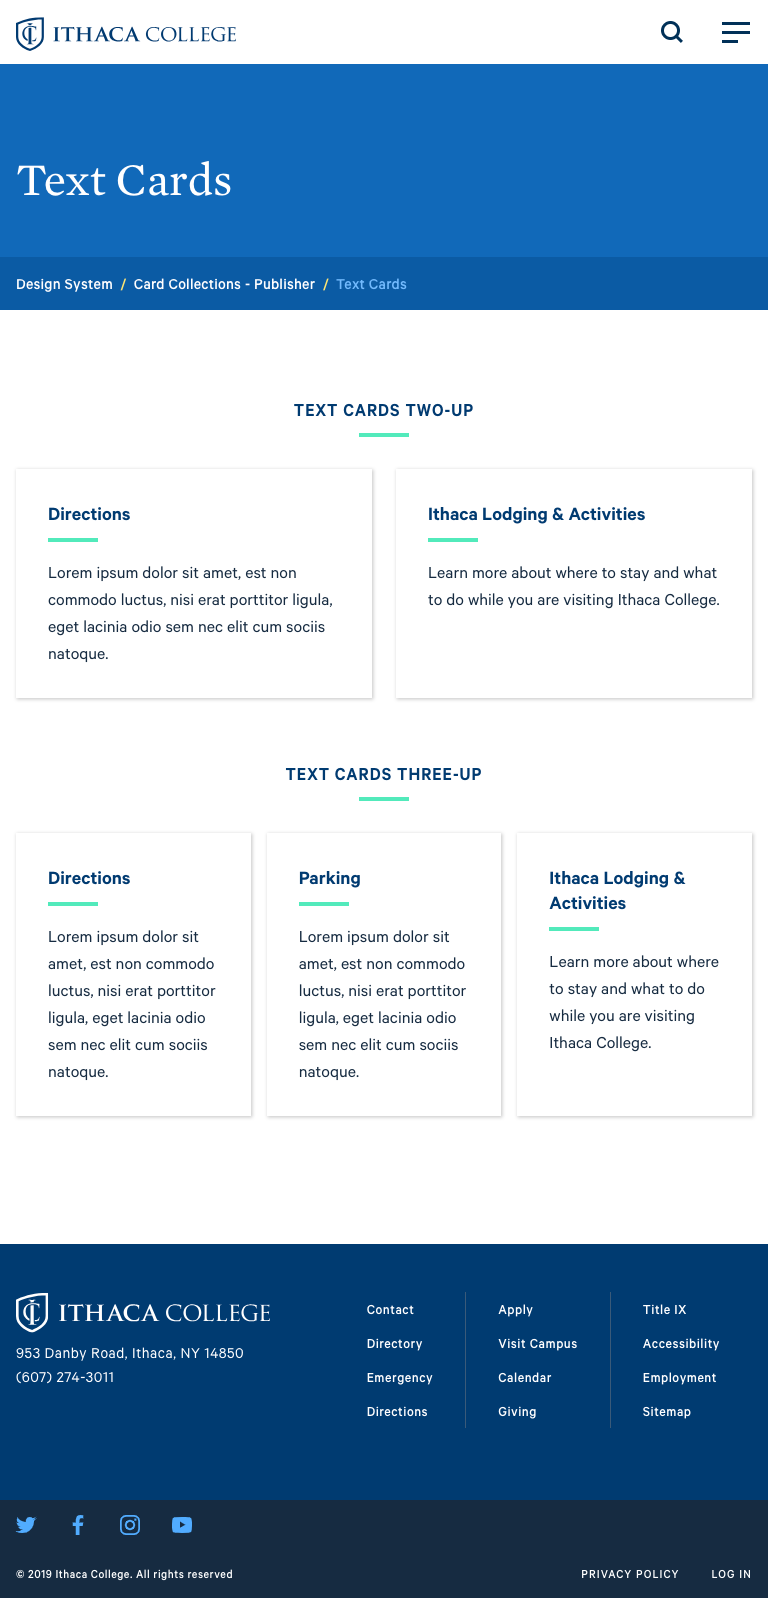 ITHACA COLLEGE
Text Cards
Design System / Card Collections - Publisher / Text Cards
TEXT CARDS TWO-UP
Directions
Lorem ipsum dolor sit amet, est non
commodo luctus, nisi erat porttitor ligula,
eget lacinia odio sem nec elit cum sociis
natoque.
Ithaca Lodging & Activities
Learn more about where to stay and what
to do while you are visiting Ithaca College.
TEXT CARDS THREE-UP
Directions
Lorem ipsum dolor sit
amet, est non commodo
luctus, nisi erat porttitor
ligula, eget lacinia odio
sem nec elit cum sociis
natoque.
Parking
Lorem ipsum dolor sit
amet, est non commodo
luctus, nisi erat porttitor
ligula, eget lacinia odio
sem nec elit cum sociis
natoque.
Ithaca Lodging &
Activities
Learn more about where
to stay and what to do
while you are visiting
Ithaca College.
ITHACA COLLEGE
953 Danby Road, Ithaca, NY 14850
(607) 274-3011
Contact
Directory
Emergency
Directions
Apply
Visit Campus
Calendar
Giving
Title IX
Accessibility
Employment
Sitemap
© 2019 Ithaca College. All rights reserved
PRIVACY POLICY
LOG IN